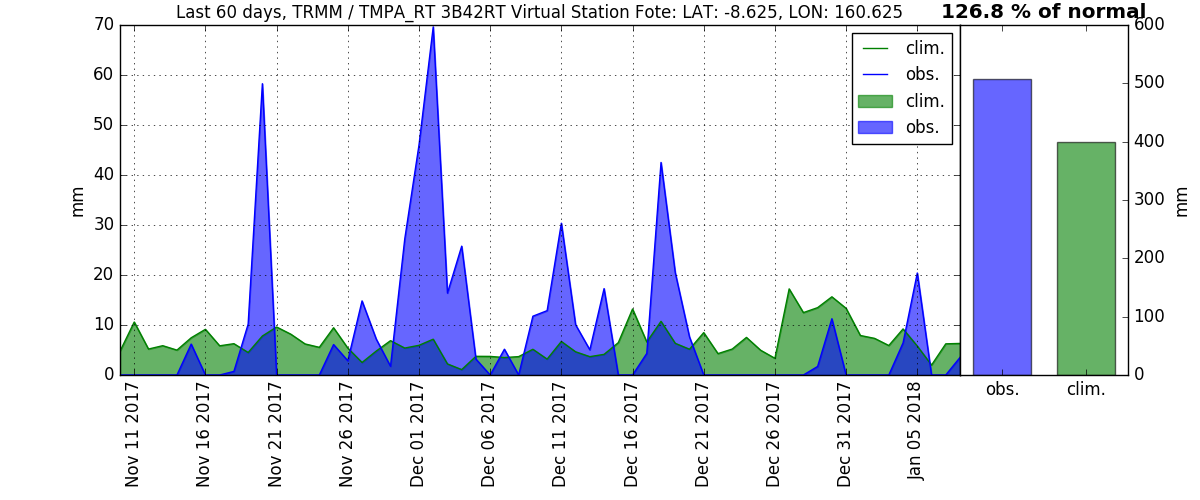 Last 60 days, TRMM / TMPA_RT 3B42RT Virtual Station Fote: LAT: -8.625, LON: 160.625
126.8 % of normal
70
60
50
40
30
20
10
0
mm
clim.
obs.
clim.
obs.
600
500
400
300
200
100
0
mm
Nov 11 2017
Nov 16 2017
Nov 21 2017
Nov 26 2017
Dec 01 2017
Dec 06 2017
Dec 11 2017
Dec 16 2017
Dec 21 2017
Dec 26 2017
Dec 31 2017
Jan 05 2018
obs.
clim.